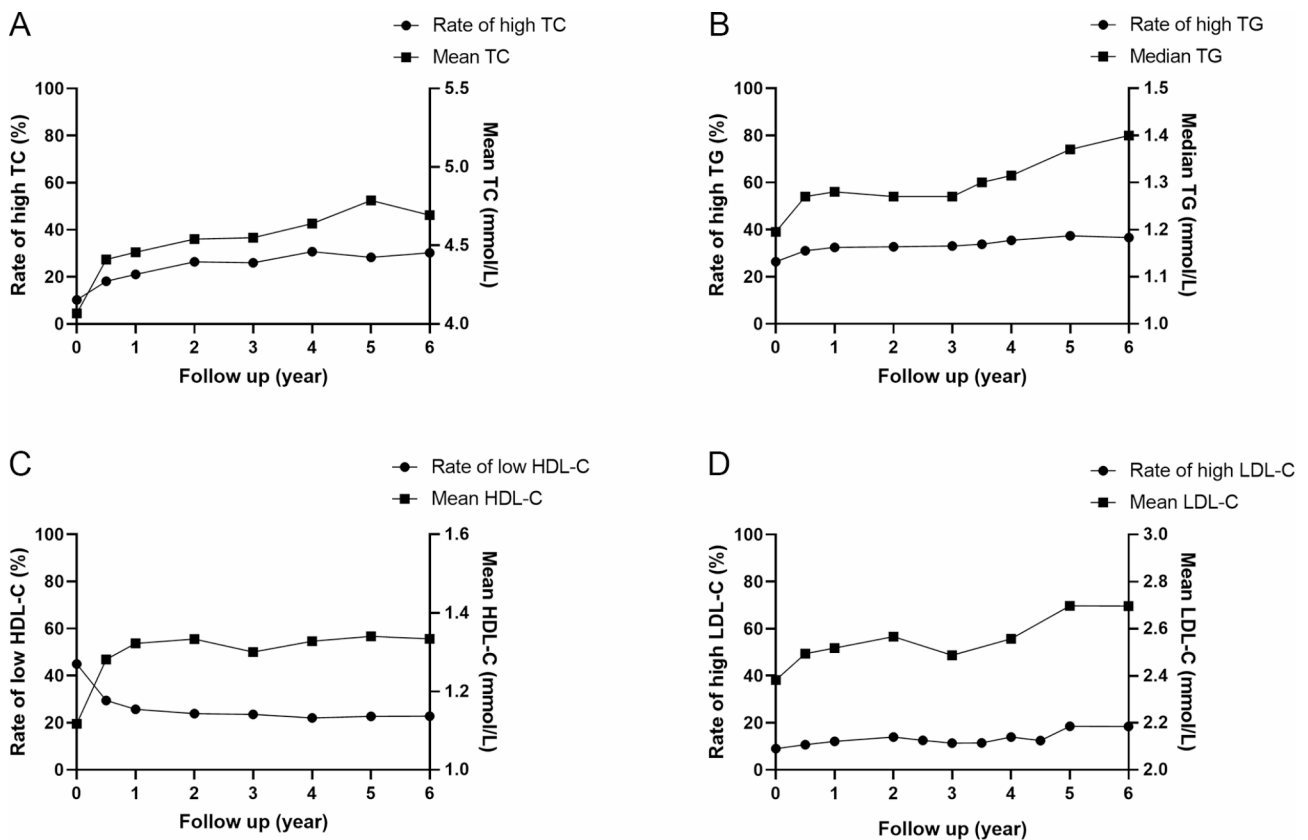 A
Rate of high TC
Mean TC
Rate of high TC (%)
100
80
60
40
20
0
5.5
5.0
4.5
4.0
Mean TC (mmol/L)
0 1 2 3 4 5 6
Follow up (year)
B
Rate of high TG
Median TG
Rate of high TG (%)
100
80
60
40
20
0
1.5
1.4
1.3
1.2
1.1
1.0
Median TG (mmol/L)
0 1 2 3 4 5 6
Follow up (year)
C
Rate of low HDL-C
Mean HDL-C
Rate of low HDL-C (%)
100
80
60
40
20
0
1.6
1.4
1.2
1.0
Mean HDL-C (mmol/L)
0 1 2 3 4 5 6
Follow up (year)
D
Rate of high LDL-C
Mean LDL-C
Rate of high LDL-C (%)
100
80
60
40
20
0
3.0
2.8
2.6
2.4
2.2
2.0
Mean LDL-C (mmol/L)
0 1 2 3 4 5 6
Follow up (year)